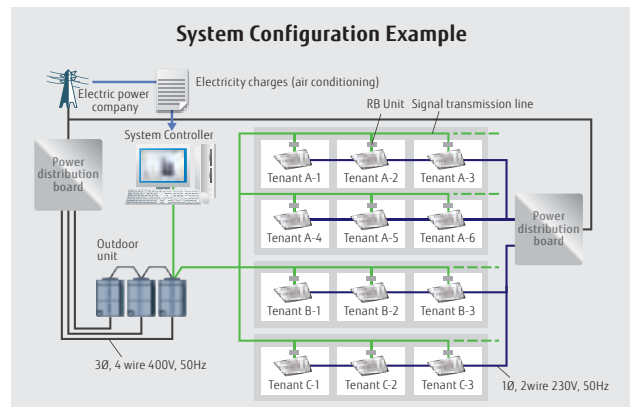 System Configuration Example
Electric power
company
Electricity charges (air conditioning)
RB Unit
Signal transmission line
System Controller
Power
distribution
board
Tenant A-1
Tenant A-2
Tenant A-3
Tenant A-4
Tenant A-5
Tenant A-6
Power
distribution
board
Outdoor
unit
Tenant B-1
Tenant B-2
Tenant B-3
3Ø, 4 wire 400V, 50Hz
Tenant C-1
Tenant C-2
Tenant C-3
1Ø, 2wire 230V, 50Hz